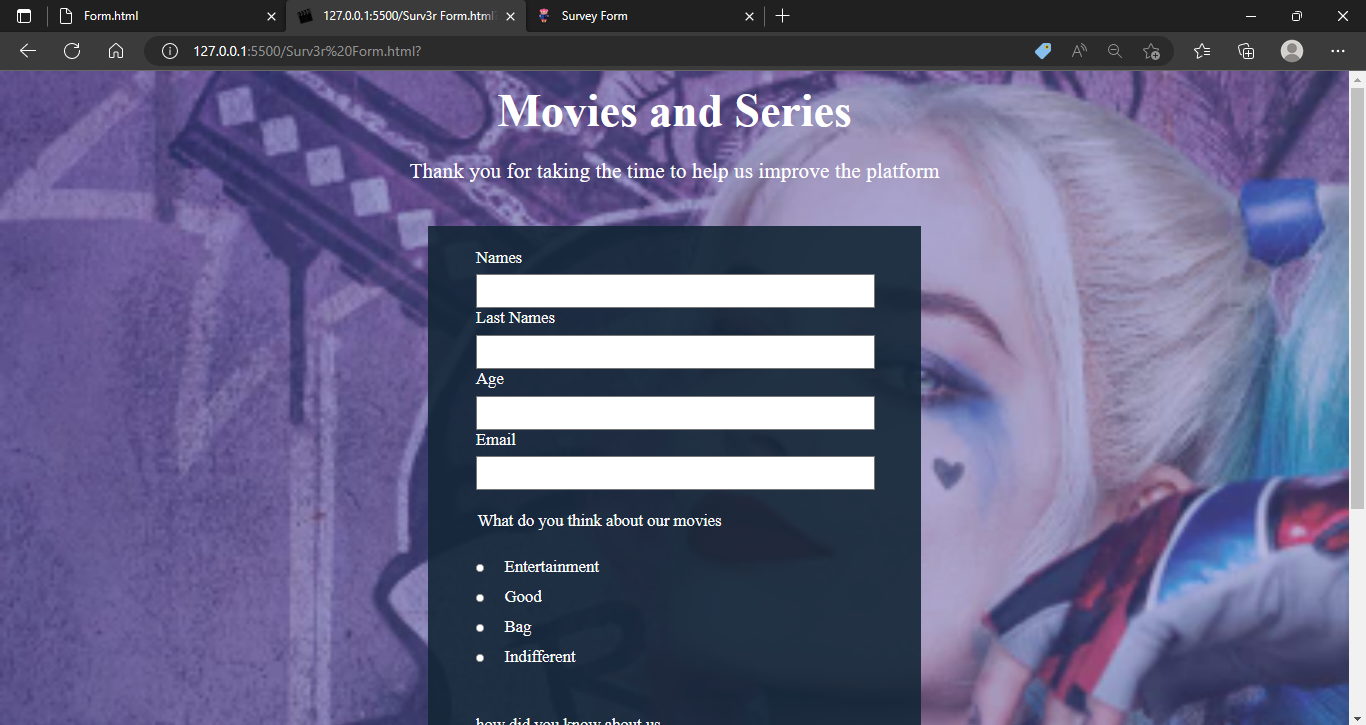 Form.html
127.0.0.1:5500/Surv3r Form.html
Survey Form
127.0.0.1:5500/Surv3r%20Form.html?
Movies and Series
Thank you for taking the time to help us improve the platform
Names
Last Names
Age
Email
What do you think about our movies
Entertainment
Good
Bag
Indifferent
how did you know about us